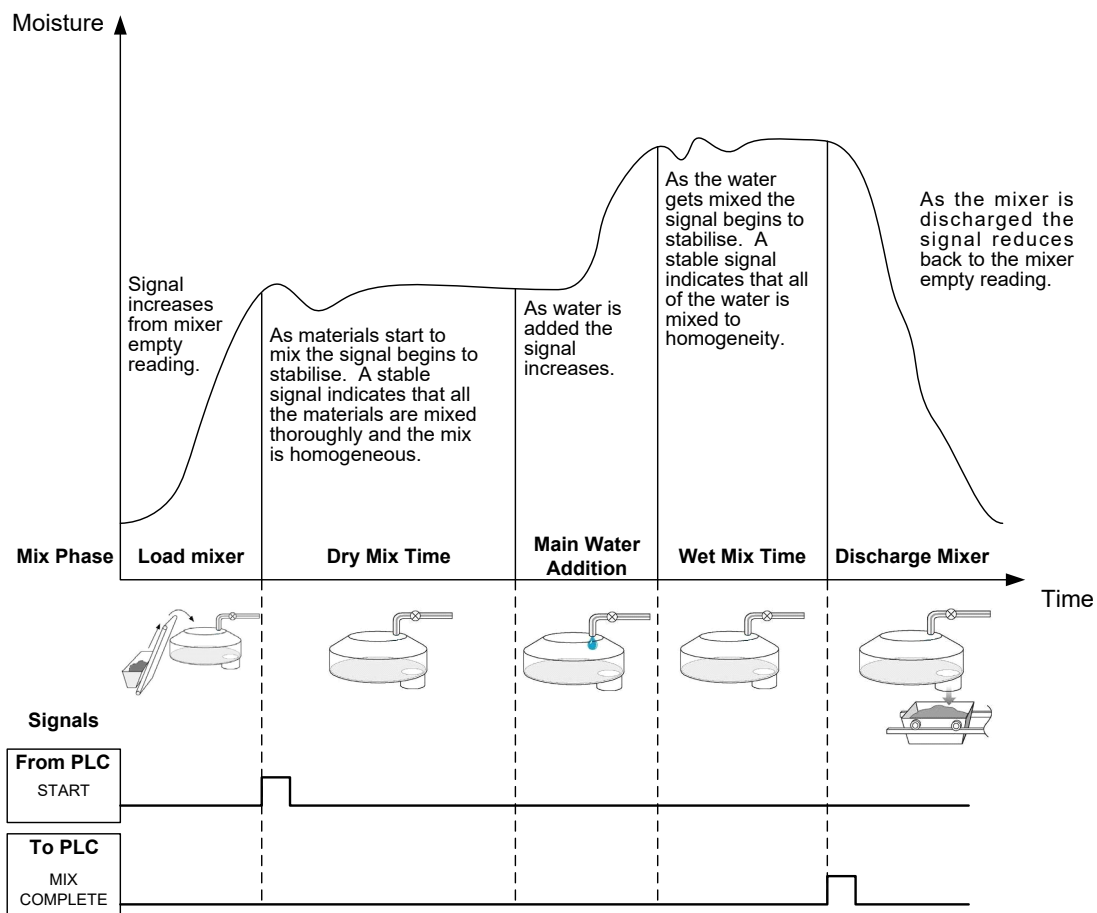 Moisture
Signal
increases
from mixer
empty
reading.
As materials start to
mix the signal begins to
stabilise.  A stable
signal indicates that all
the materials are mixed
thoroughly and the mix
is homogeneous.
As water is
added the
signal
increases.
As the water
gets mixed the
signal begins to
stabilise.  A
stable signal
indicates that all
of the water is
mixed to
homogeneity.
As the mixer is
discharged the
signal reduces
back to the mixer
empty reading.
Mix Phase
Load mixer
Dry Mix Time
Main Water
Addition
Wet Mix Time
Discharge Mixer
Time
Signals
From PLC
START
To PLC
MIX
COMPLETE